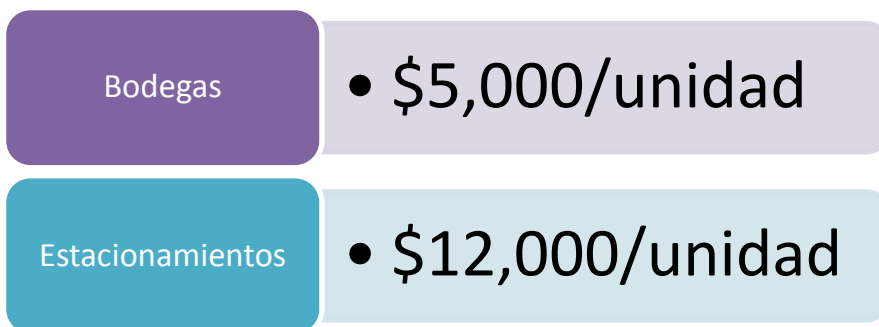 Bodegas
• $5,000/unidad
Estacionamientos
• $12,000/unidad